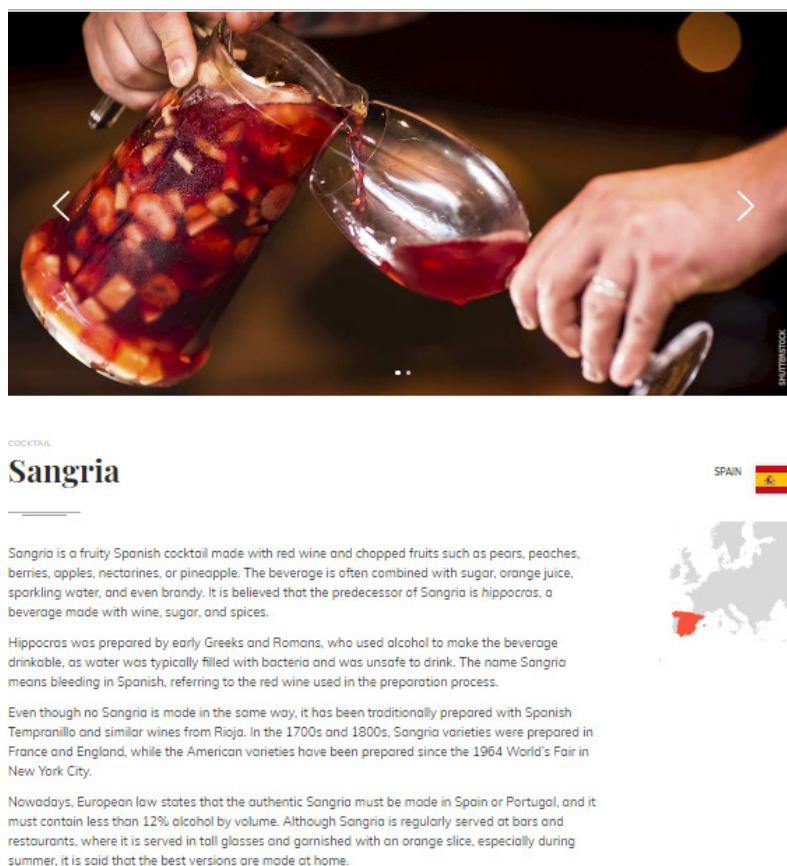 SHUTTERSTOCK
COCKTAIL
Sangria
SPAIN
Sangria is a fruity Spanish cocktail made with red wine and chopped fruits such as pears, peaches,
berries, apples, nectarines, or pineapple. The beverage is often combined with sugar, orange juice,
sparkling water, and even brandy. It is believed that the predecessor of Sangria is hippocras, a
beverage made with wine, sugar, and spices.
Hippocras was prepared by early Greeks and Romans, who used alcohol to make the beverage
drinkable, as water was typically filled with bacteria and was unsafe to drink. The name Sangria
means bleeding in Spanish, referring to the red wine used in the preparation process.
Even though no Sangria is made in the same way, it has been traditionally prepared with Spanish
Tempranillo and similar wines from Rioja. In the 1700s and 1800s, Sangria varieties were prepared in
France and England, while the American varieties have been prepared since the 1964 World's Fair in
New York City.
Nowadays, European law states that the authentic Sangria must be made in Spain or Portugal, and it
must contain less than 12% alcohol by volume. Although Sangria is regularly served at bars and
restaurants, where it is served in tall glasses and garnished with an orange slice, especially during
summer, it is said that the best versions are made at home.